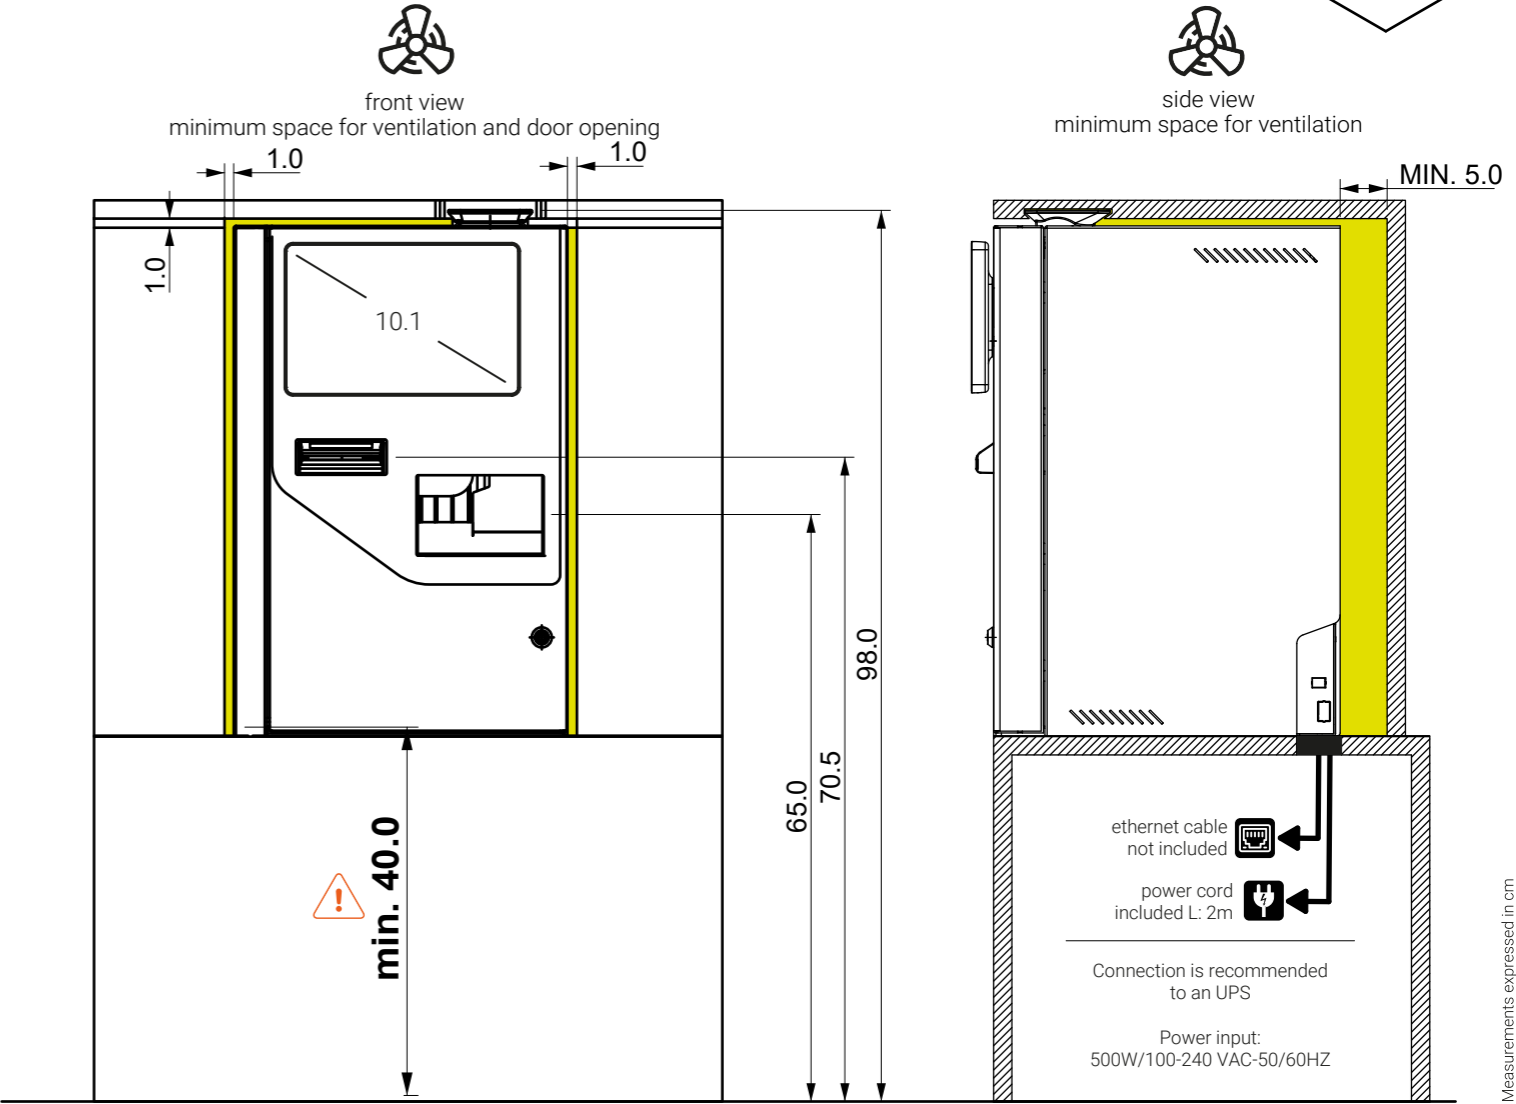 front view
minimum space for ventilation and door opening
1.0
1.0
1.0
10.1
98.0
70.5
65.0
min. 40.0
side view
minimum space for ventilation
MIN. 5.0
ethernet cable
not included
power cord
included L: 2m
Connection is recommended
to an UPS
Power input:
500W/100-240 VAC-50/60HZ
Measurements expressed in cm